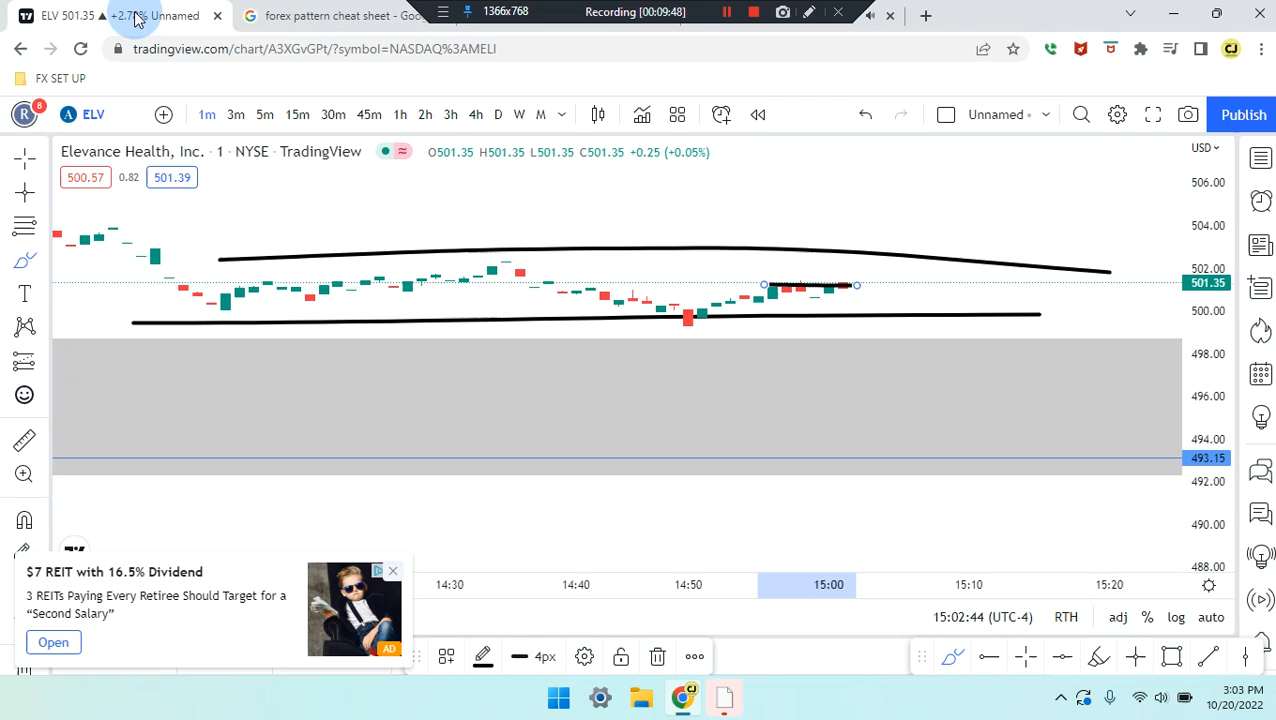 ELV 501.35 ▲ +2.7 % Unnamed
forex pattern cheat sheet - Goo
1366x768
Recording [00:09:48]
tradingview.com/chart/A3XGvGPt/?symbol=NASDAQ%3AMELI
CJ
FX SET UP
R 8
A ELV
1m 3m 5m 15m 30m 45m 1h 2h 3h 4h D W M
Unnamed
Publish
Elevance Health, Inc. · 1 · NYSE · TradingView
O501.35 H501.35 L501.35 C501.35 +0.25 (+0.05%)
USD
500.57 0.82 501.39
506.00
504.00
502.00
501.35
500.00
498.00
496.00
494.00
493.15
492.00
490.00
488.00
$7 REIT with 16.5% Dividend
3 REITs Paying Every Retiree Should Target for a
“Second Salary”
Open
AD
14:30 14:40 14:50 15:00 15:10 15:20
15:02:44 (UTC-4) RTH adj % log auto
4px
CJ
3:03 PM
10/20/2022